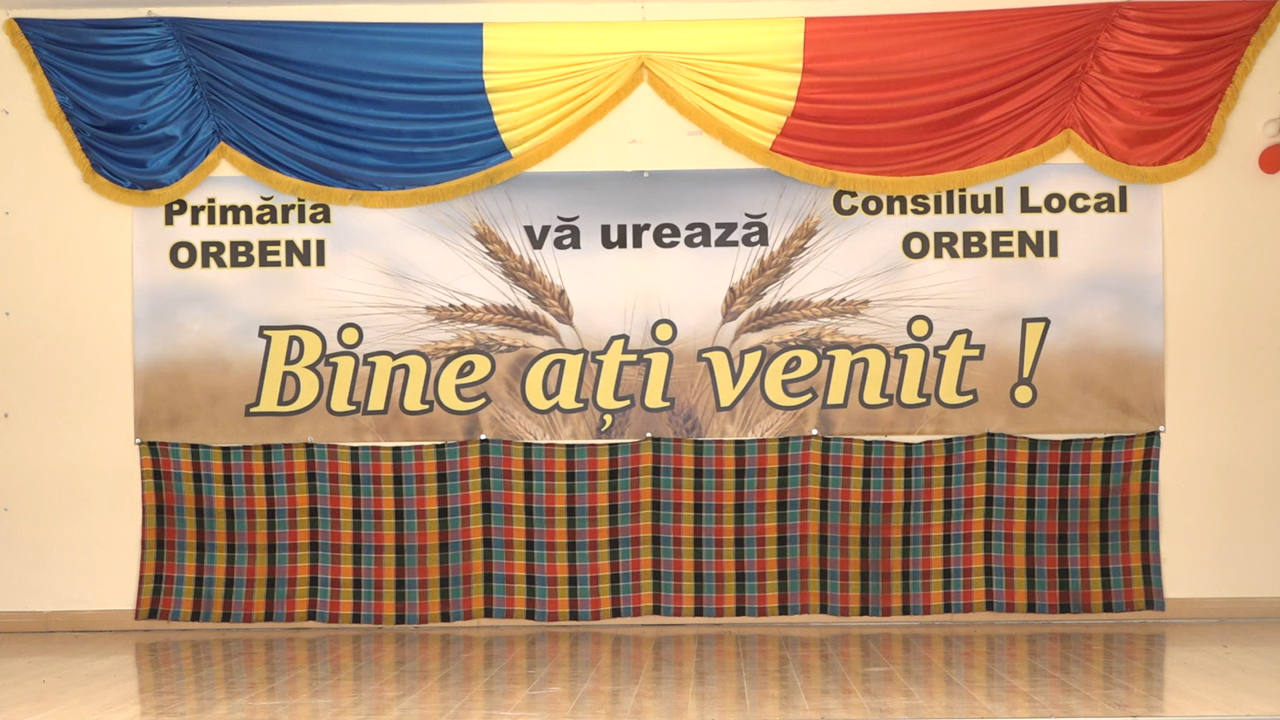 Primăria
ORBENI
vă urează
Consiliul Local
ORBENI
Bine ați venit !